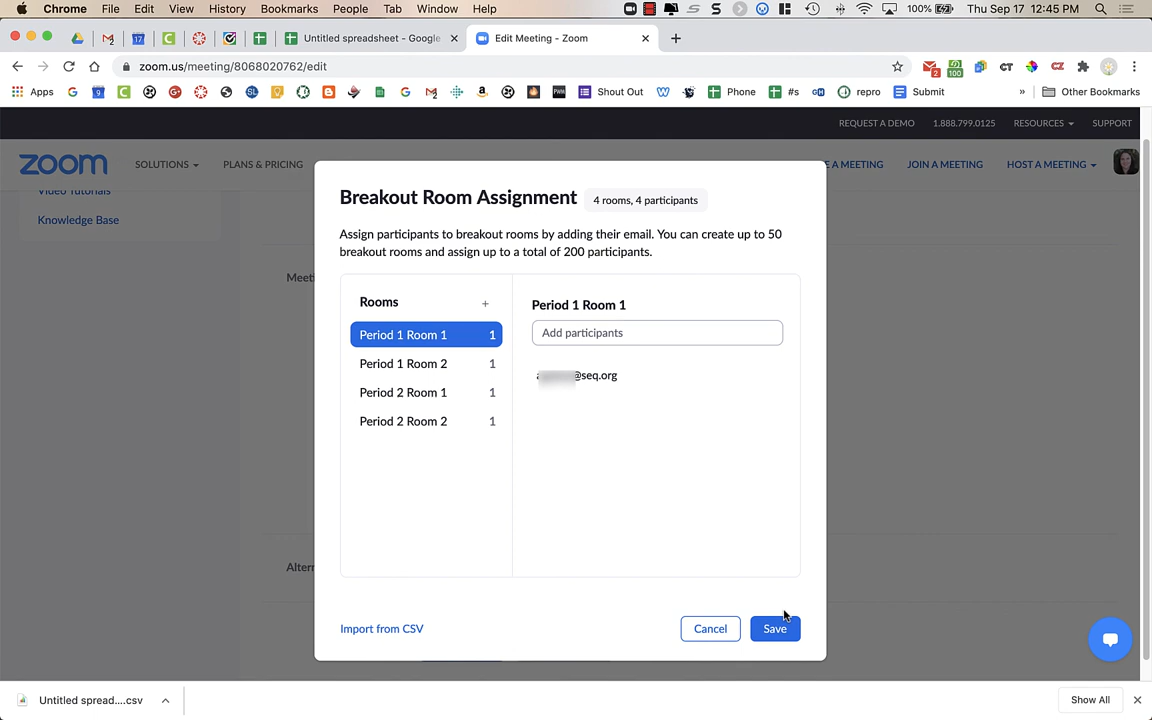 Chrome File Edit View History Bookmarks People Tab Window Help 100% Thu Sep 17 12:45 PM
Untitled spreadsheet - Google Edit Meeting - Zoom
zoom.us/meeting/8068020762/edit
Apps Shout Out Phone #s repro Submit » Other Bookmarks
REQUEST A DEMO 1.888.799.0125 RESOURCES SUPPORT
zoom SOLUTIONS PLANS & PRICING E A MEETING JOIN A MEETING HOST A MEETING
Video Tutorials
Knowledge Base
Meeti
Altern
Breakout Room Assignment 4 rooms, 4 participants
Assign participants to breakout rooms by adding their email. You can create up to 50
breakout rooms and assign up to a total of 200 participants.
Rooms +
Period 1 Room 1 1
Period 1 Room 2 1
Period 2 Room 1 1
Period 2 Room 2 1
Period 1 Room 1
Add participants
@seq.org
Import from CSV Cancel Save
Untitled spread....csv Show All